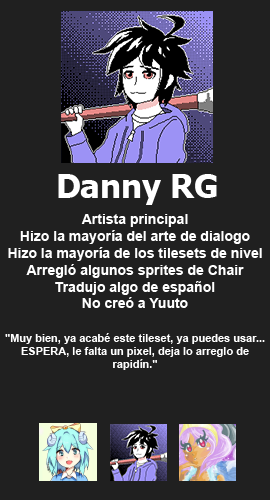 Danny RG
Artista principal
Hizo la mayoría del arte de dialogo
Hizo la mayoría de los tilesets de nivel
Arregló algunos sprites de Chair
Tradujo algo de español
No creó a Yuuto
"Muy bien, ya acabé este tileset, ya puedes usar...
ESPERA, le falta un pixel, deja lo arreglo de
rapidín."